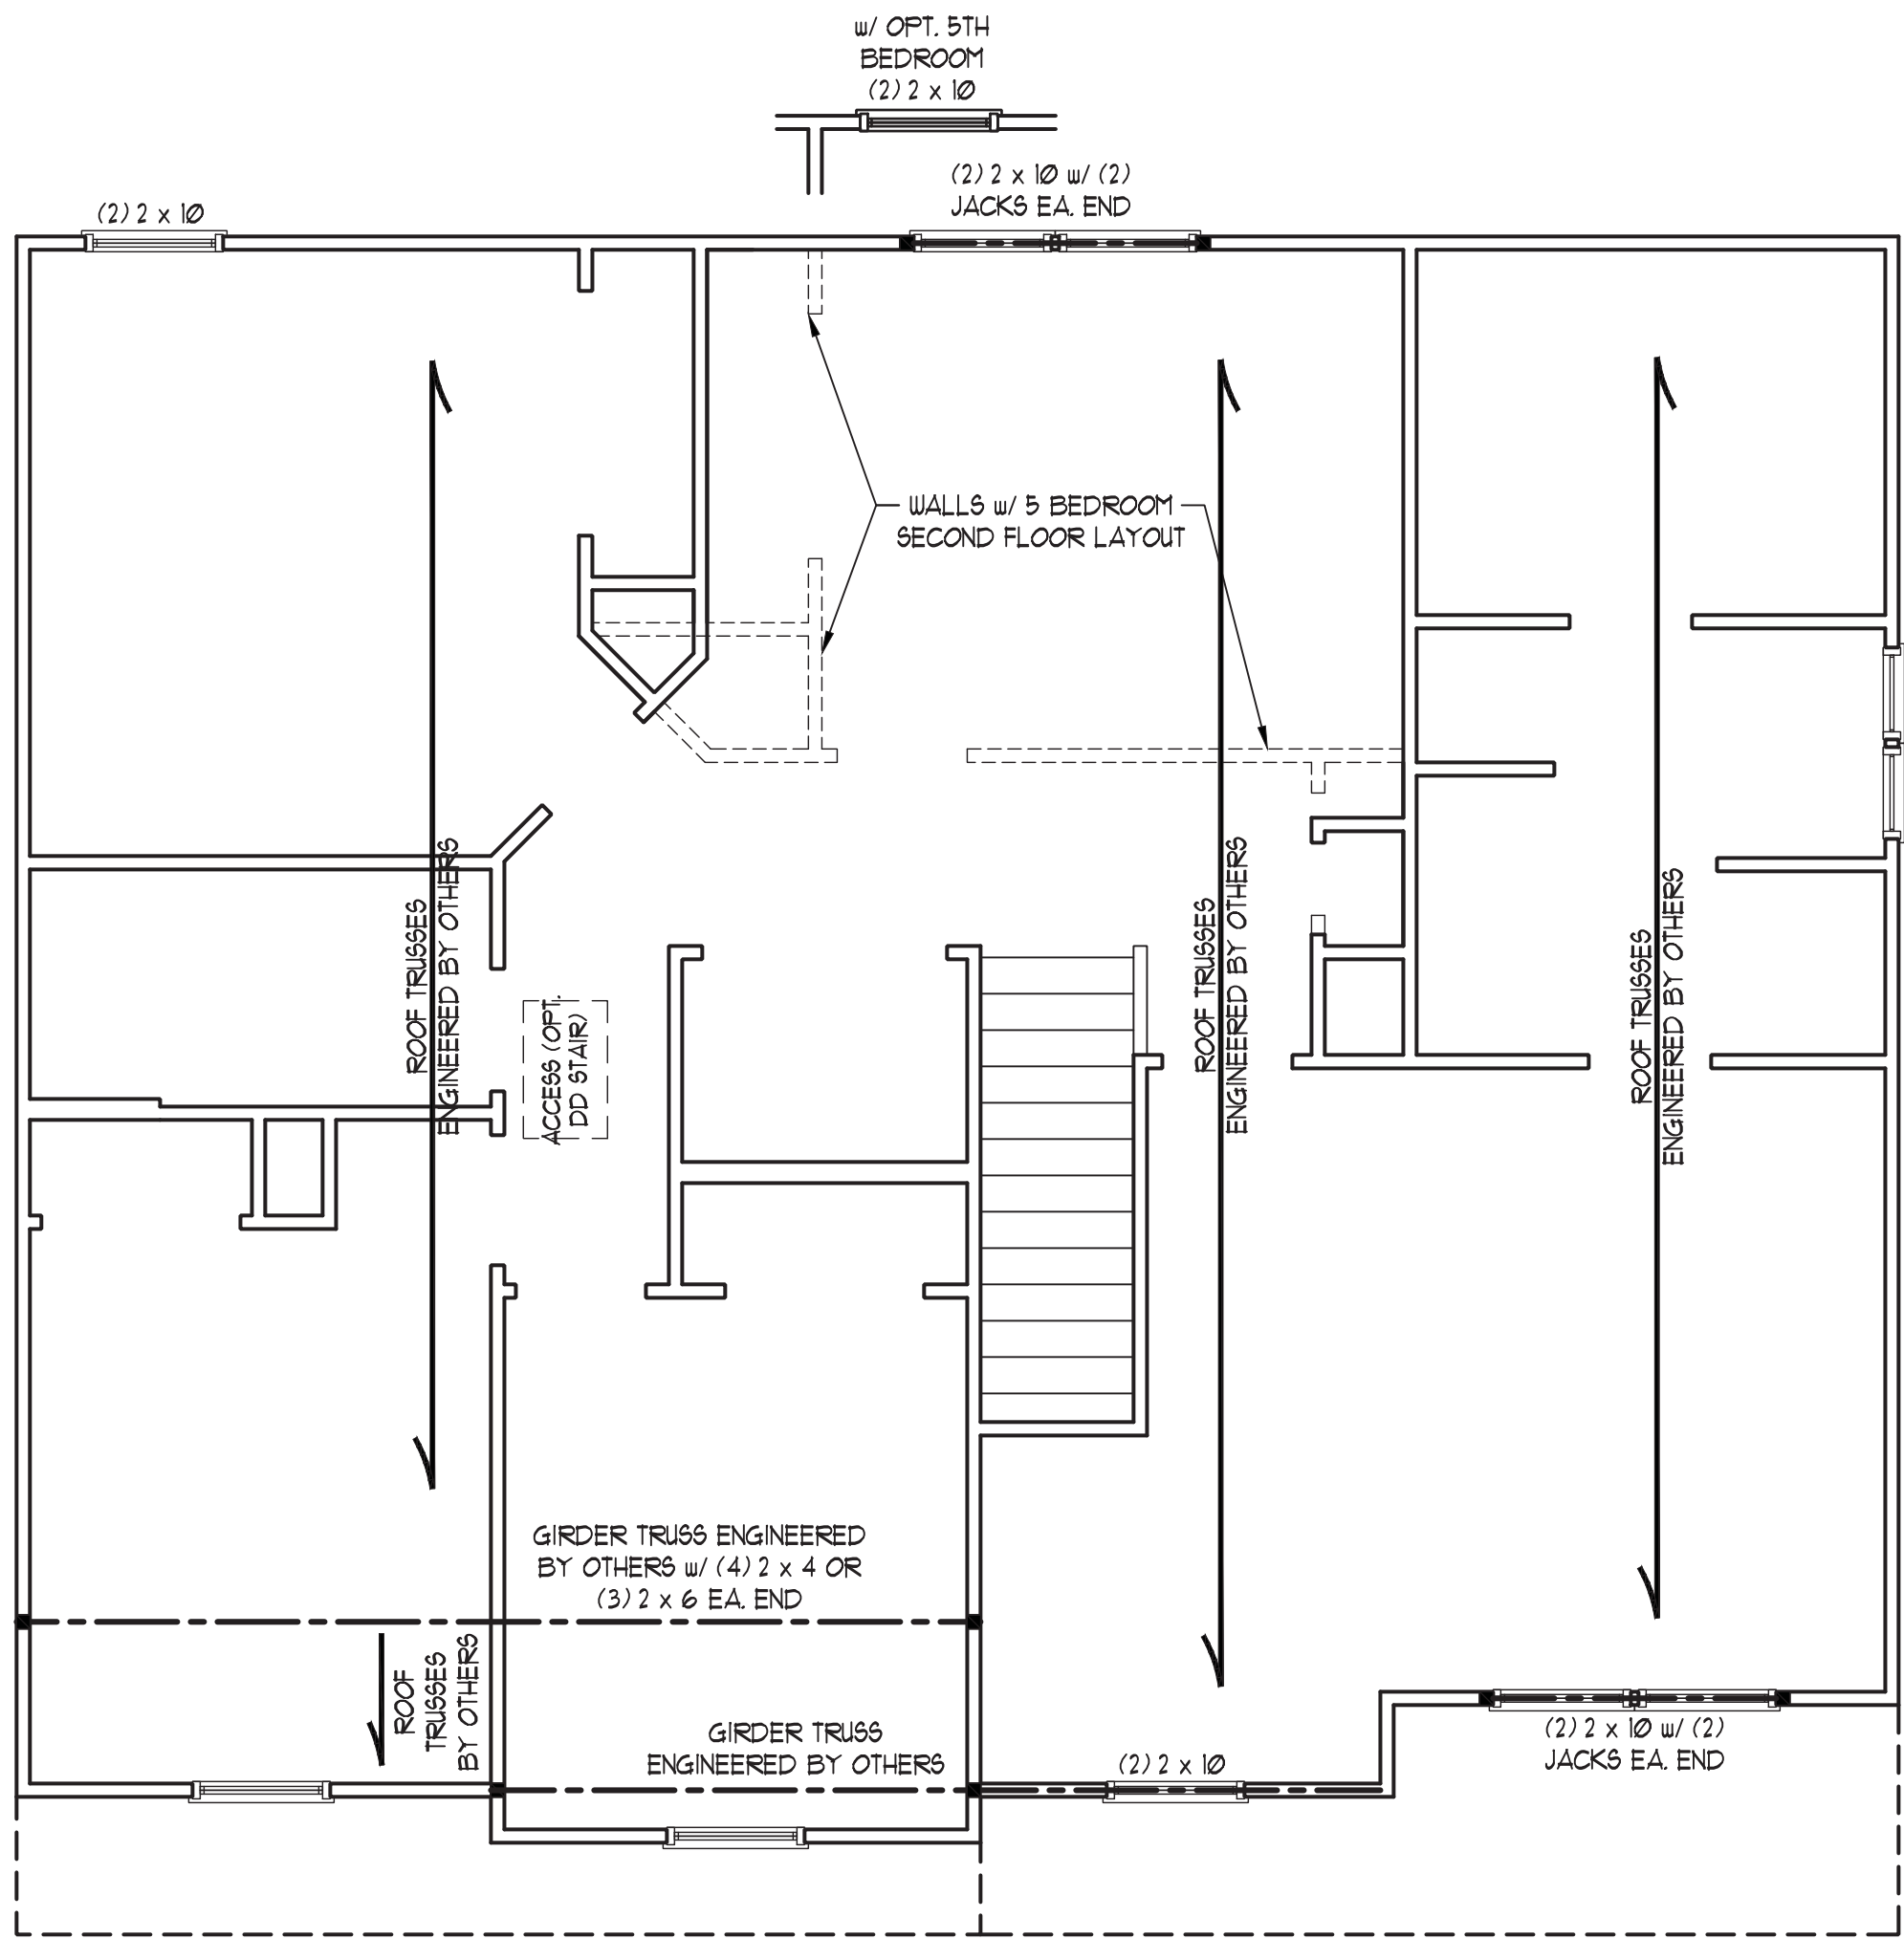 w/ OPT. 5TH
BEDROOM
(2) 2 x 10
(2) 2 x 10 w/ (2)
JACKS EA. END
(2) 2 x 10
WALLS w/ 5 BEDROOM
SECOND FLOOR LAYOUT
ROOF TRUSSES
ENGINEERED BY OTHERS
ACCESS (OPT.
DD STAIR)
ROOF TRUSSES
ENGINEERED BY OTHERS
ROOF TRUSSES
ENGINEERED BY OTHERS
GIRDER TRUSS ENGINEERED
BY OTHERS w/ (4) 2 x 4 OR
(3) 2 x 6 EA. END
ROOF
TRUSSES
BY OTHERS
GIRDER TRUSS
ENGINEERED BY OTHERS
(2) 2 x 10
(2) 2 x 10 w/ (2)
JACKS EA. END